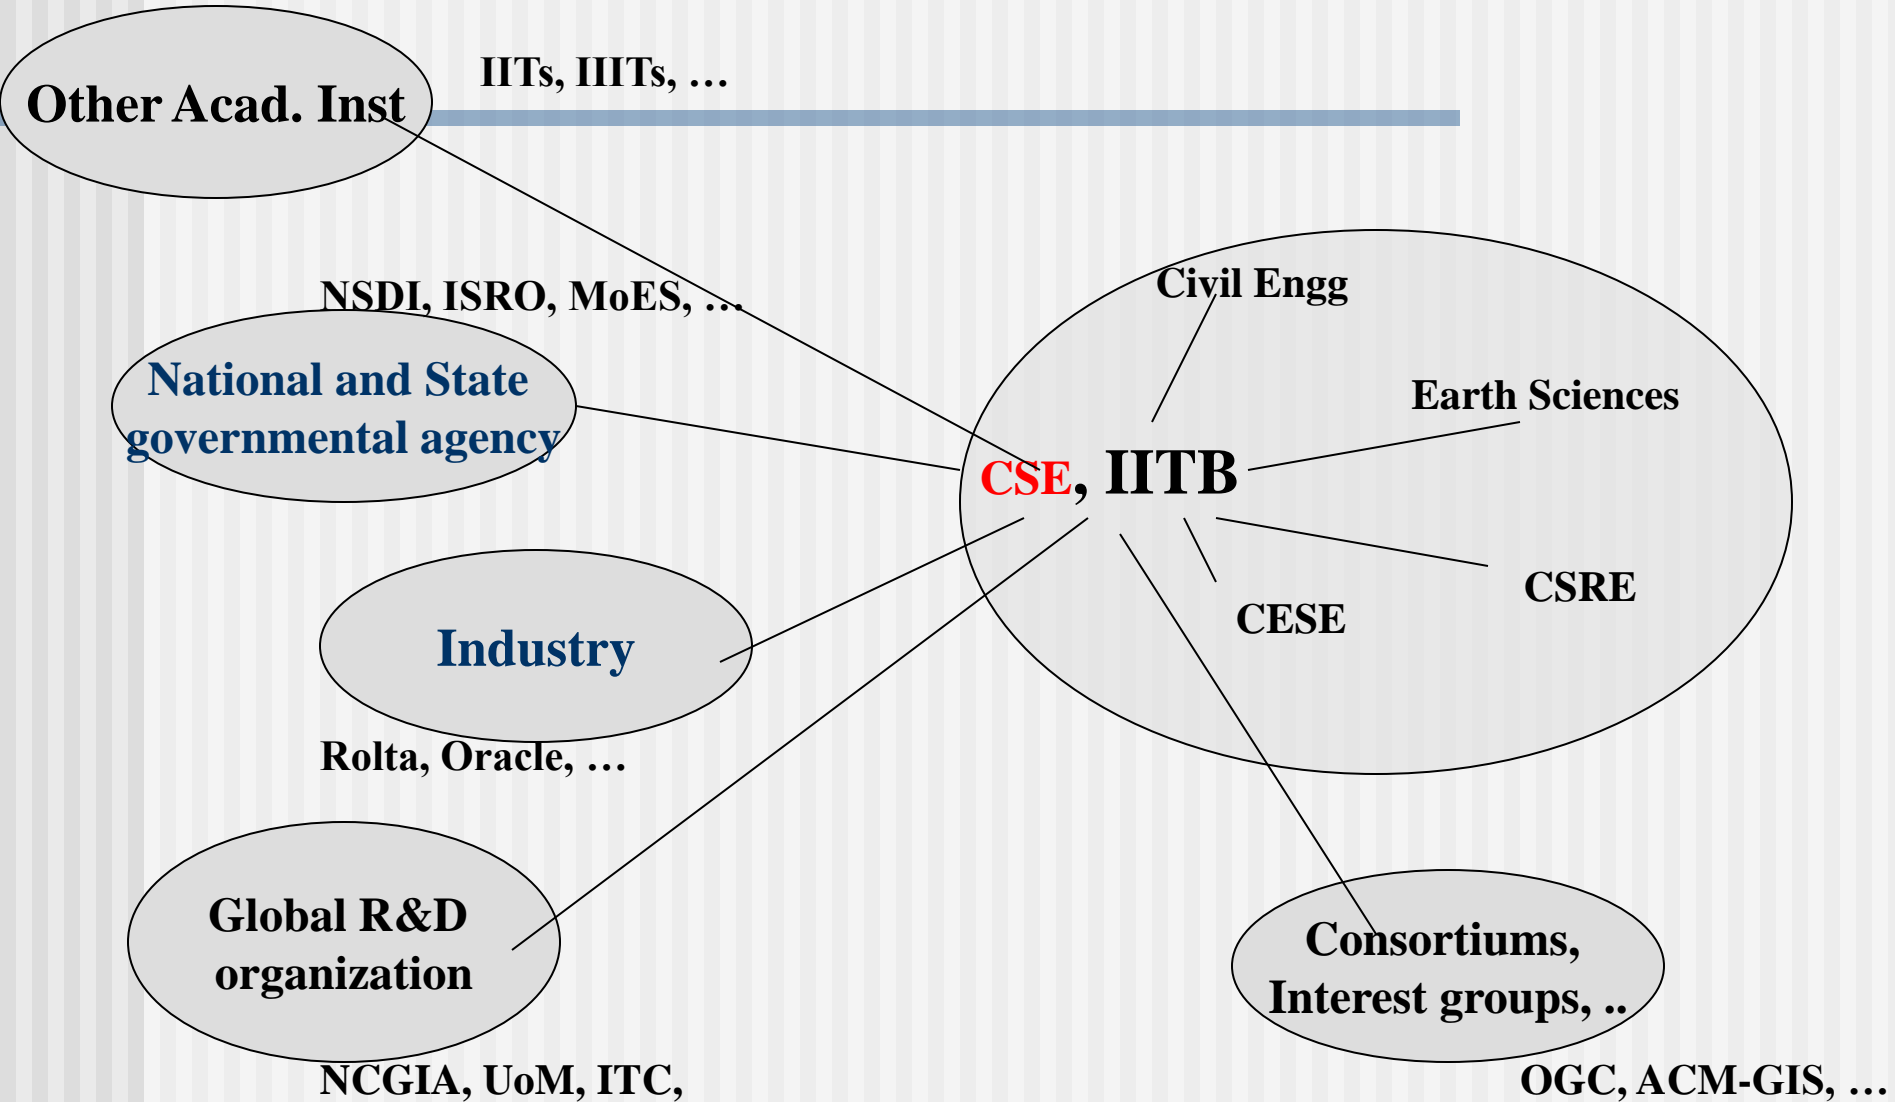 IITs, IIITs, …
Other Acad. Inst
NSDI, ISRO, MoES, …
National and State
governmental agency
Civil Engg
Earth Sciences
CSE, IITB
CSRE
CESE
Industry
Rolta, Oracle, …
Global R&D
organization
NCGIA, UoM, ITC,
Consortiums,
Interest groups, ..
OGC, ACM-GIS, …